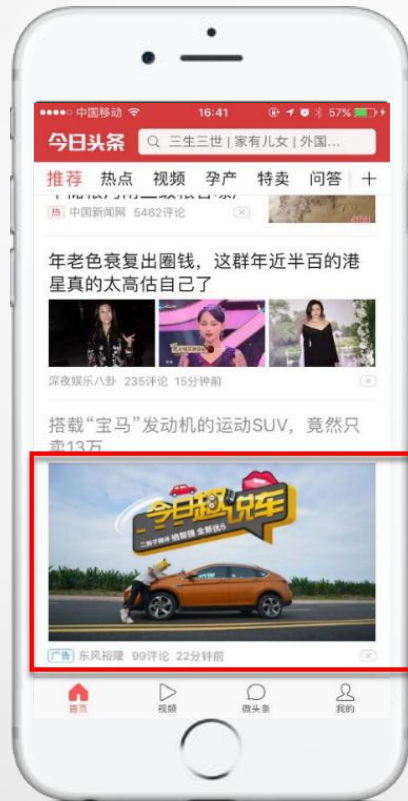 中国移动 16:41 57%
今日头条 三生三世 | 家有儿女 | 外国...
推荐 热点 视频 孕产 特卖 问答 +
热 中国新闻网 5462评论
年老色衰复出圈钱，这群年近半百的港
星真的太高估自己了
深夜娱乐八卦 235评论 15分钟前
搭载“宝马”发动机的运动SUV，竟然只
卖13万
今日趣说车
广告 东风裕隆 99评论 22分钟前
首页 视频 微头条 我的